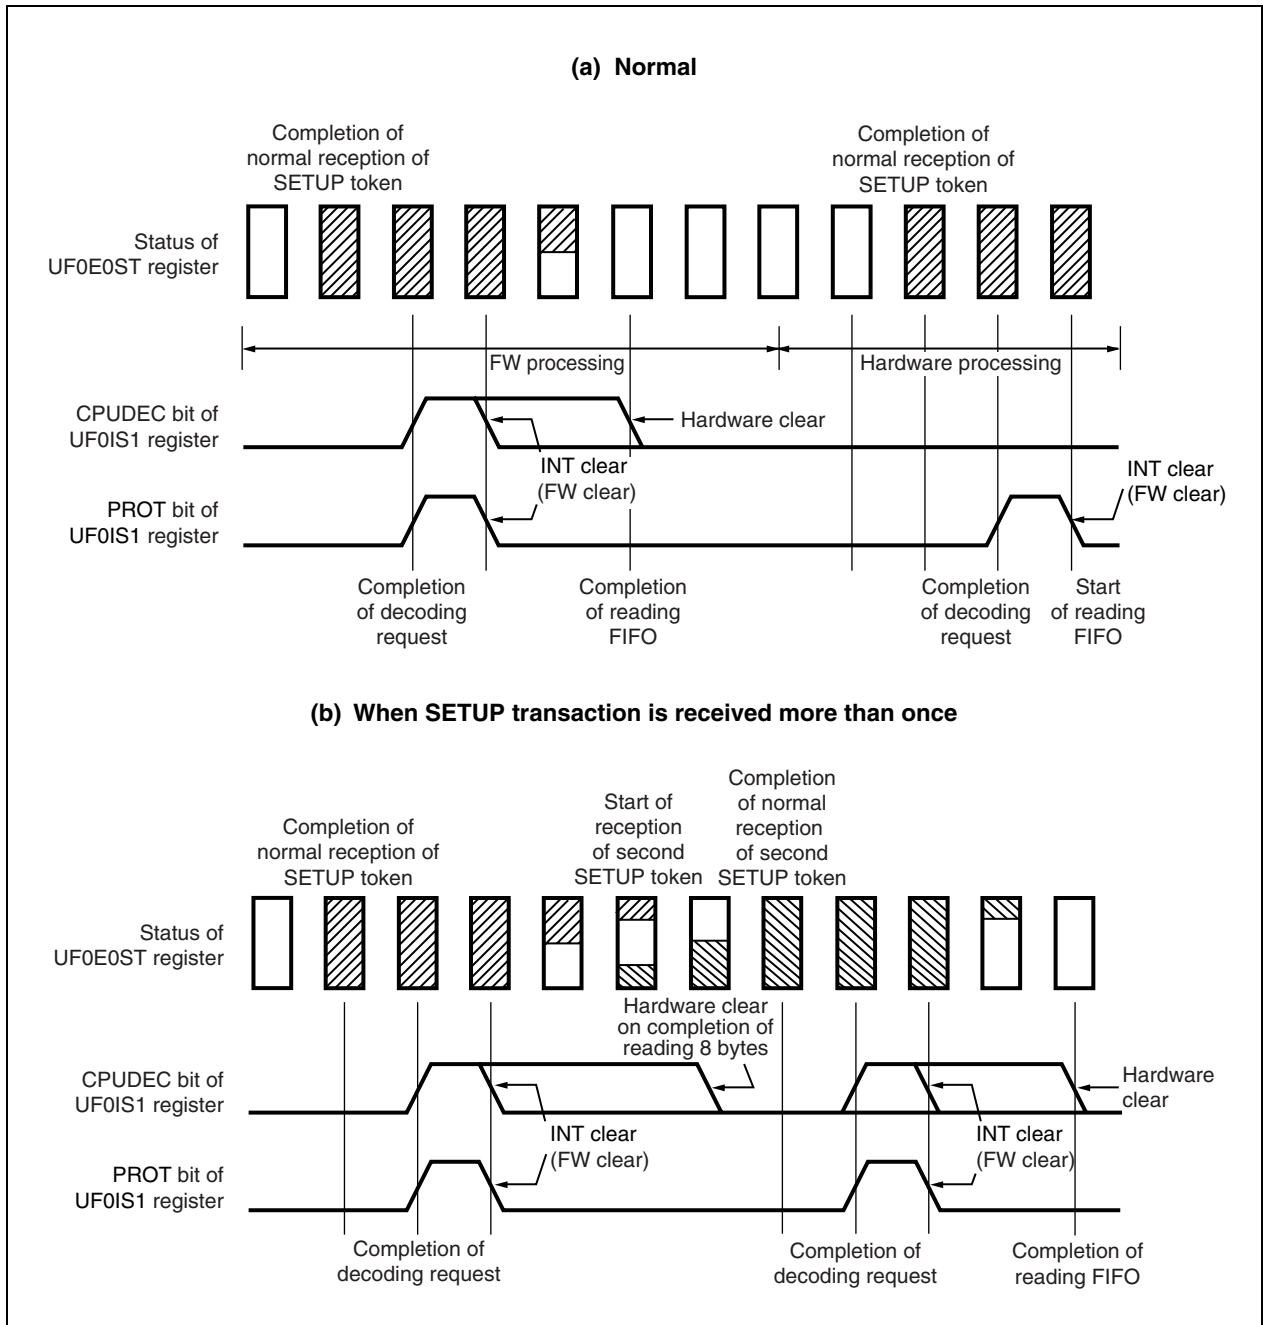 (a) Normal
Completion of
normal reception of
SETUP token
Completion of
normal reception of
SETUP token
Status of
UF0E0ST register
FW processing
Hardware processing
CPUDEC bit of
UF0IS1 register
Hardware clear
INT clear
(FW clear)
INT clear
(FW clear)
PROT bit of
UF0IS1 register
Completion
of decoding
request
Completion
of reading
FIFO
Completion
of decoding
request
Start
of reading
FIFO
(b) When SETUP transaction is received more than once
Completion of
normal reception of
SETUP token
Start of
reception
of second
SETUP token
Completion
of normal
reception
of second
SETUP token
Status of
UF0E0ST register
Hardware clear
on completion of
reading 8 bytes
CPUDEC bit of
UF0IS1 register
Hardware
clear
INT clear
(FW clear)
INT clear
(FW clear)
PROT bit of
UF0IS1 register
Completion of
decoding request
Completion of
decoding request
Completion of
reading FIFO